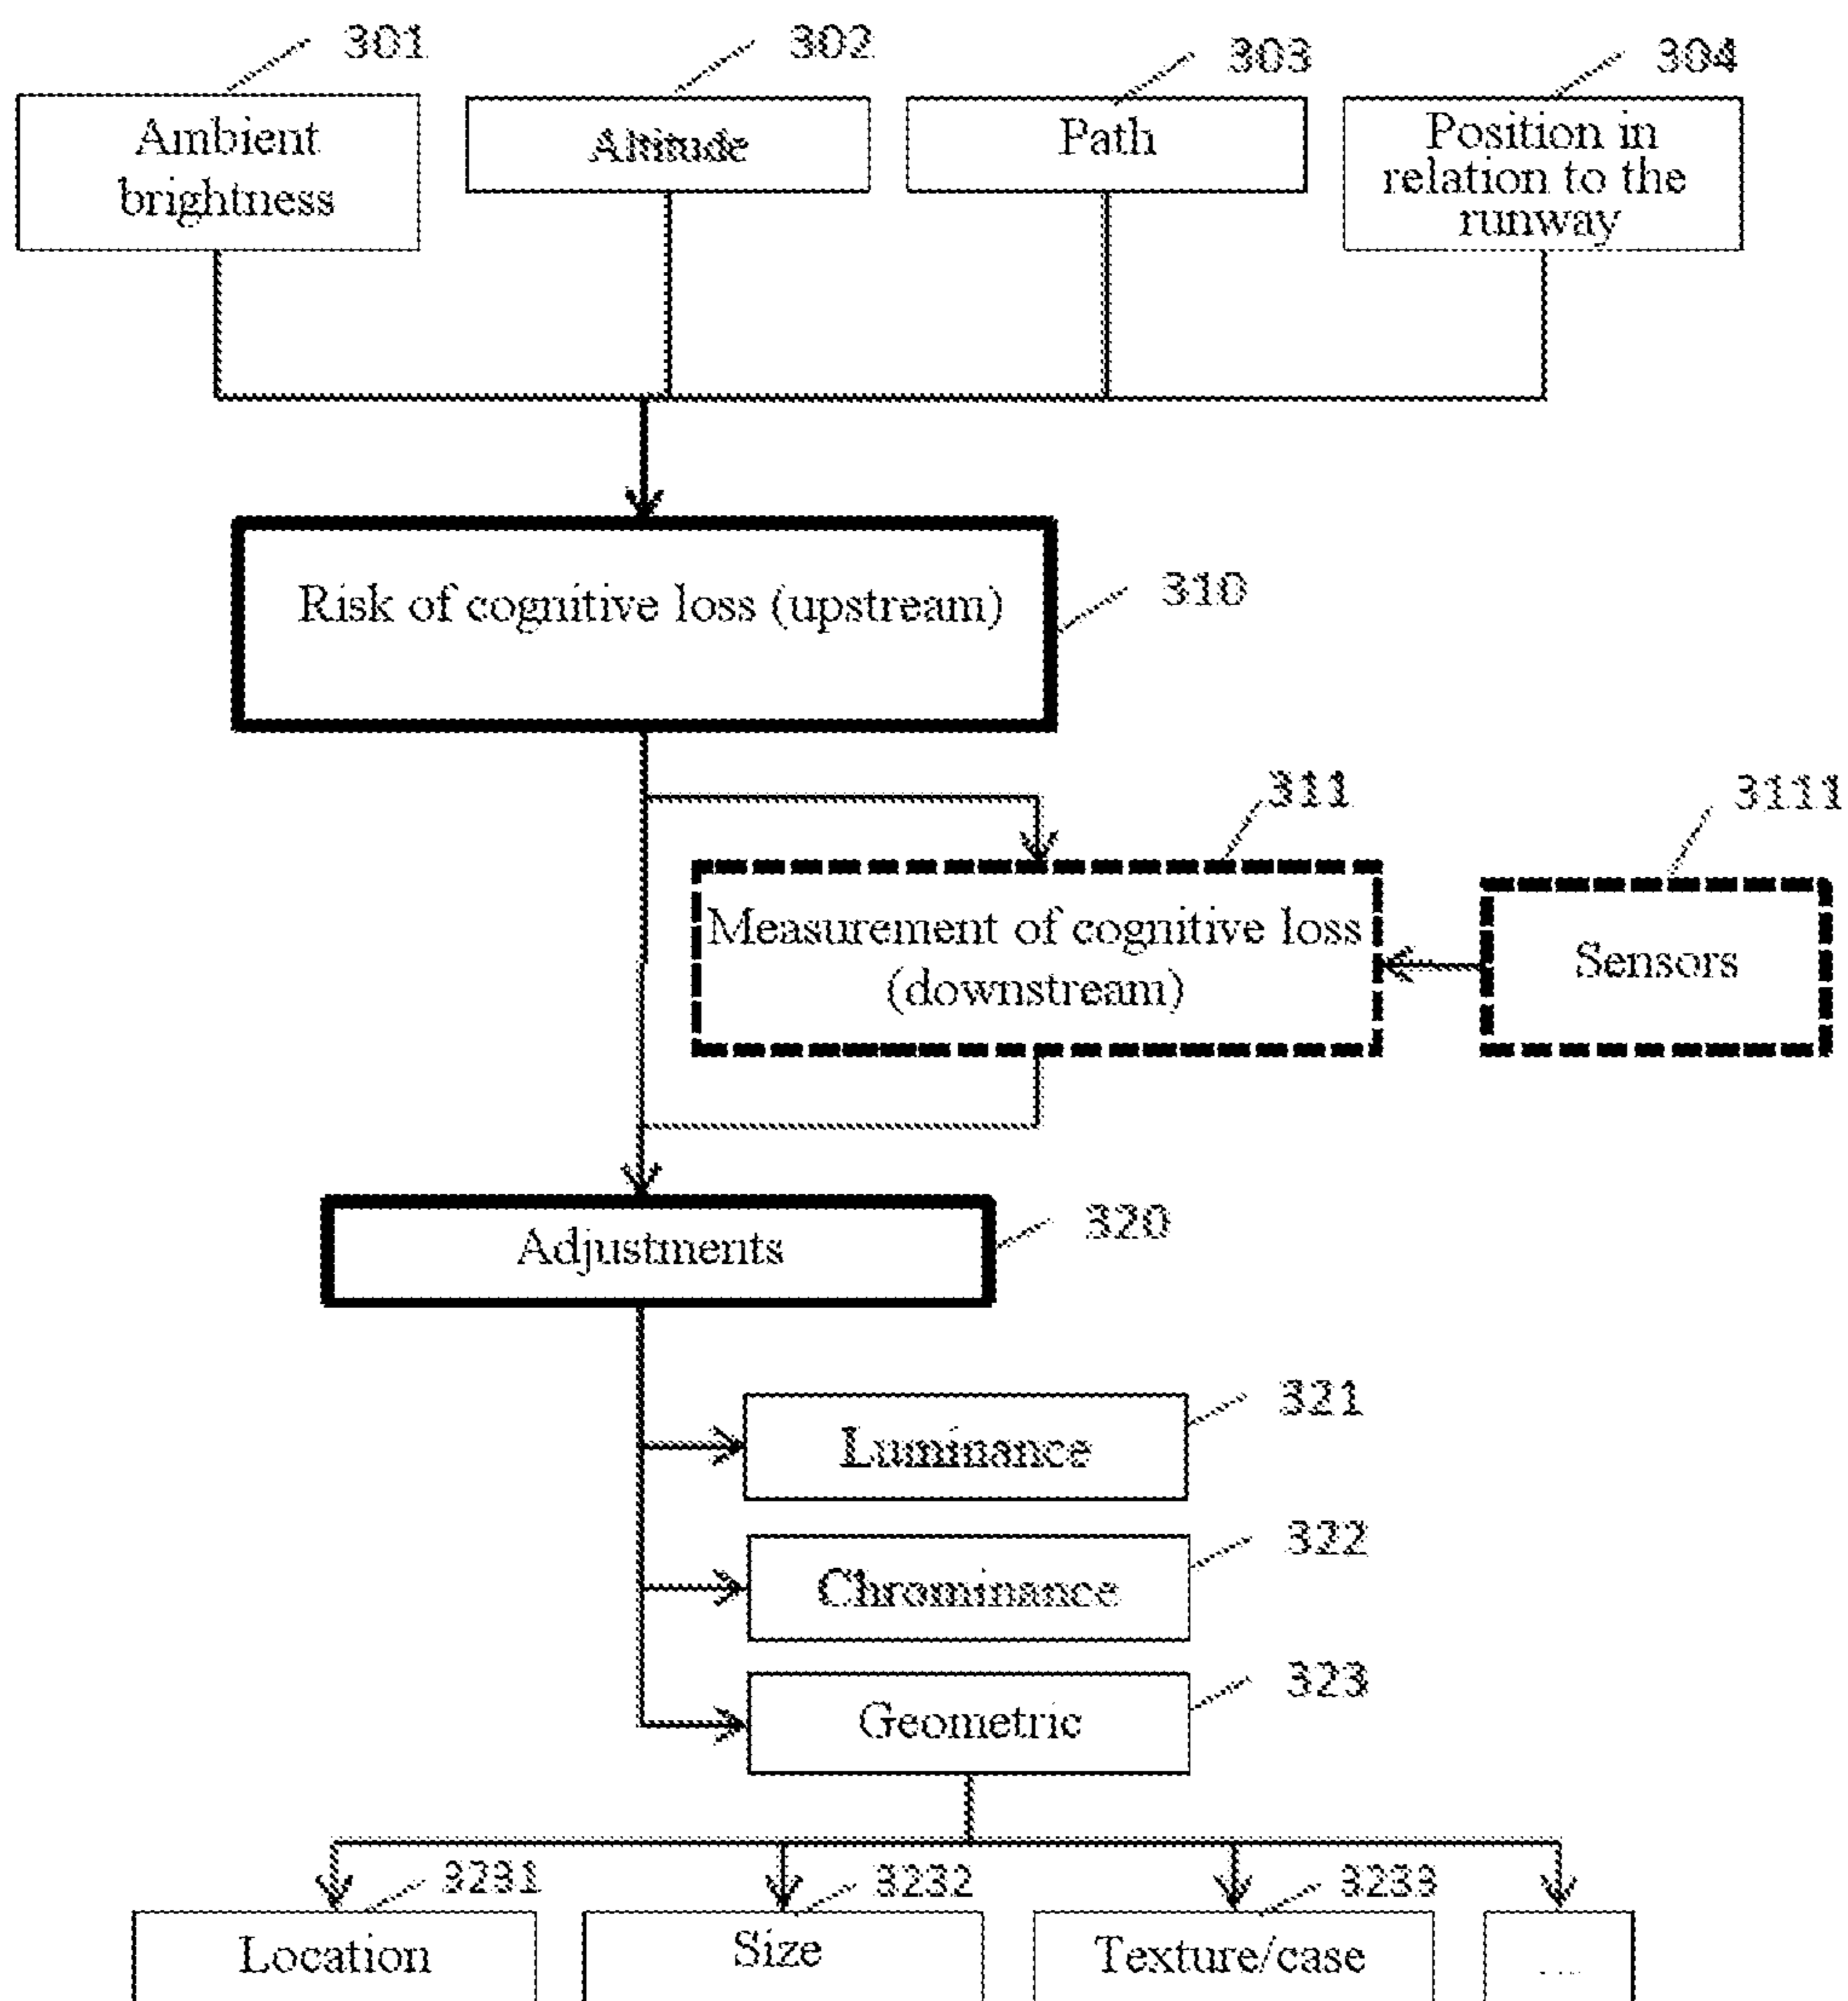 301
302
303
304
Ambient
brightness
Altitude
Path
Position in
relation to the
runway
Risk of cognitive loss (upstream)
310
311
3111
Measurement of cognitive loss
(downstream)
Sensors
Adjustments
320
321
Luminance
322
Chrominance
323
Geometric
3231
3232
3233
Location
Size
Texture/case
...